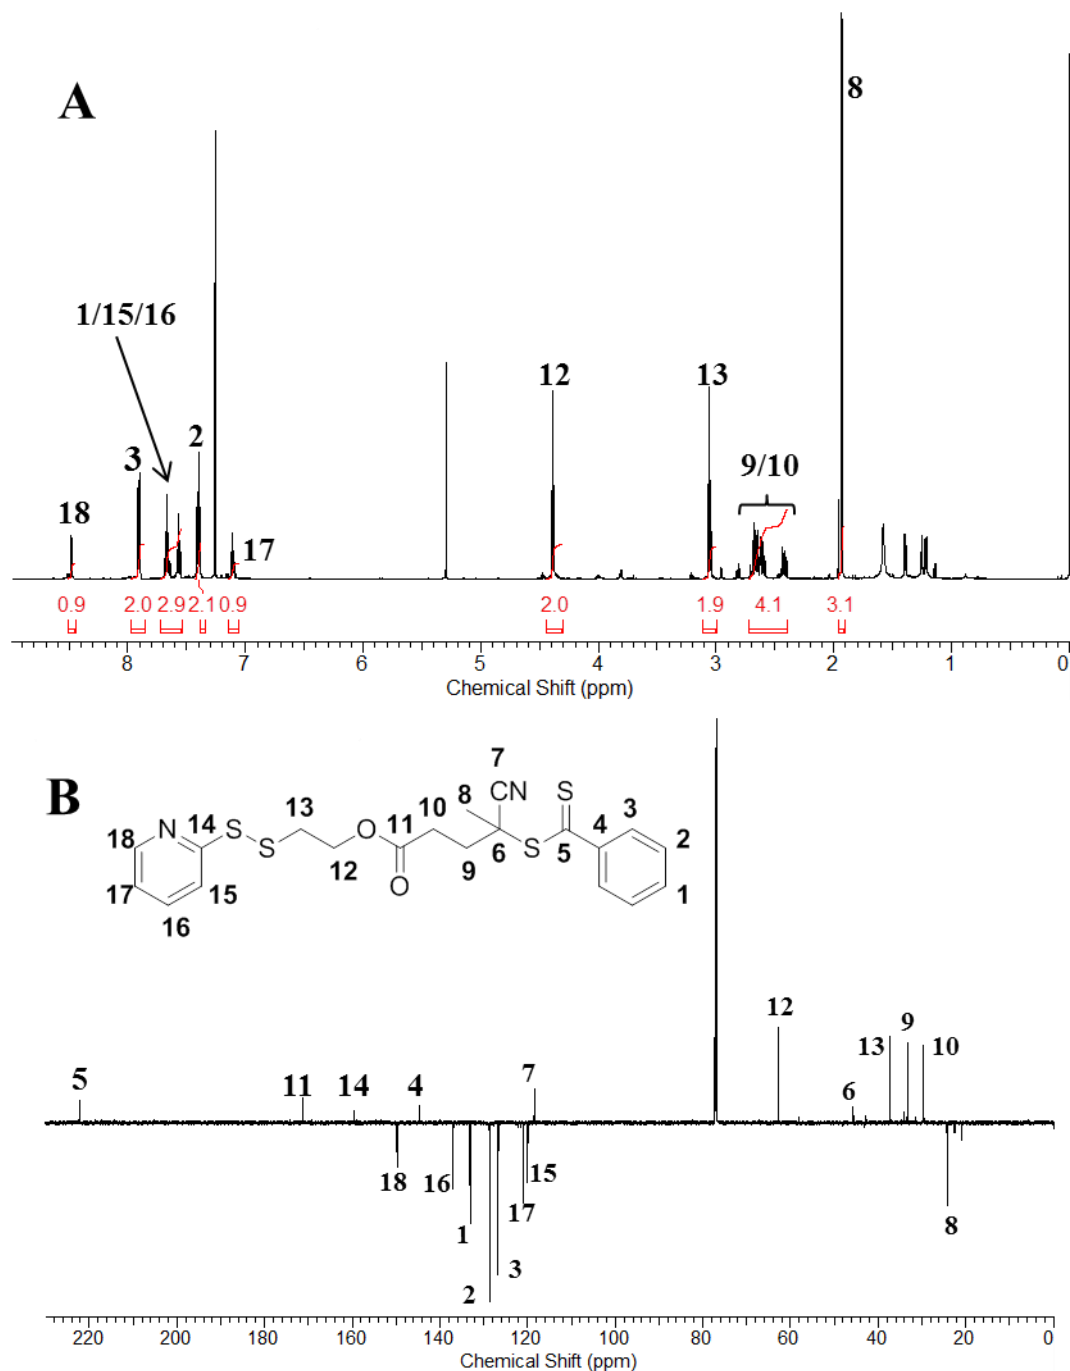 A
8
1/15/16
12
13
2
3
9/10
18
17
0.9 2.0 2.9 2.1 0.9 2.0 1.9 4.1 3.1
8 7 6 5 4 3 2 1 0
Chemical Shift (ppm)
B
7
8 CN S 3
13 10 4 2
18 N 14 S O 11
S 6 S 5
12 9 1
17 15 O
16
12
9
5 11 14 4 7 6 13 10
18 16 15
17
1 8
3
2
220 200 180 160 140 120 100 80 60 40 20 0
Chemical Shift (ppm)